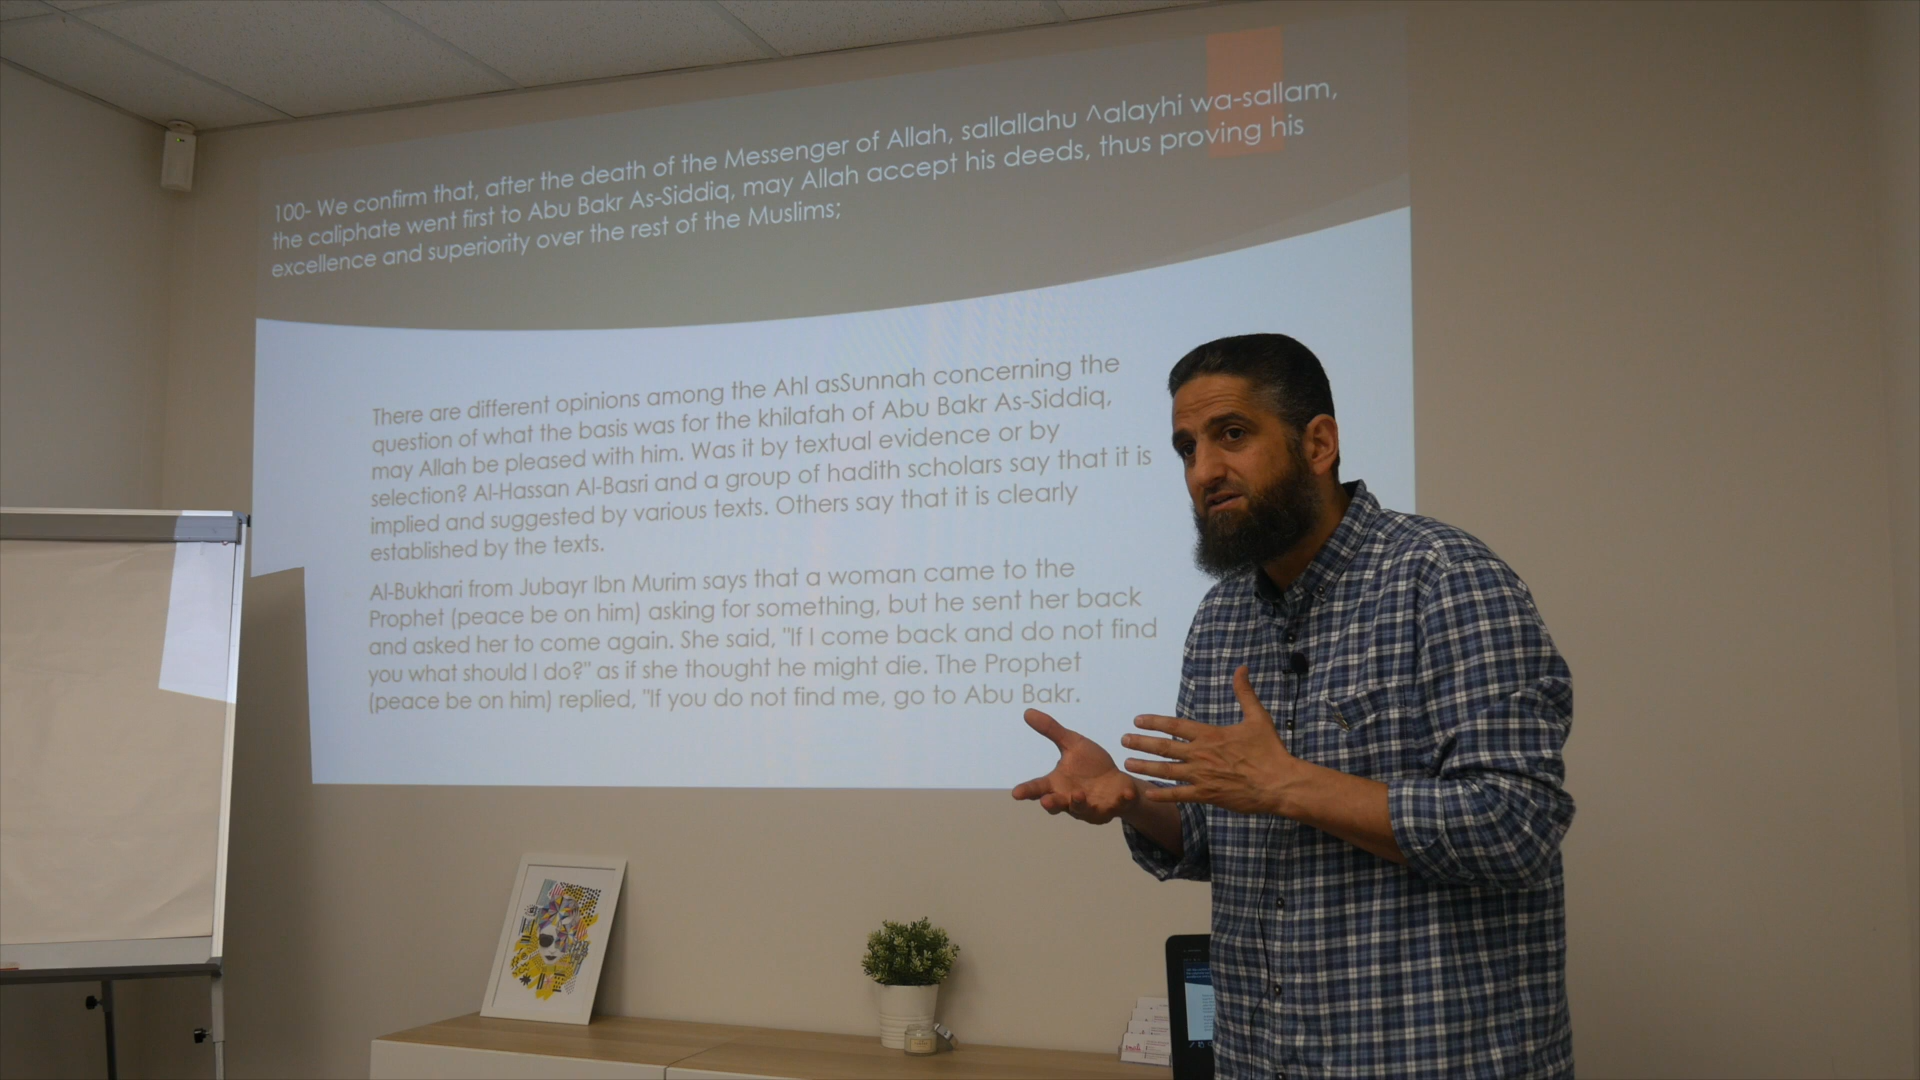 100- We confirm that, after the death of the Messenger of Allah, sallallahu ^alayhi wa-sallam,
the caliphate went first to Abu Bakr As-Siddiq, may Allah accept his deeds, thus proving his
excellence and superiority over the rest of the Muslims;
There are different opinions among the Ahl asSunnah concerning the
question of what the basis was for the khilafah of Abu Bakr As-Siddiq,
may Allah be pleased with him. Was it by textual evidence or by
selection? Al-Hassan Al-Basri and a group of hadith scholars say that it is
implied and suggested by various texts. Others say that it is clearly
established by the texts.
Al-Bukhari from Jubayr Ibn Murim says that a woman came to the
Prophet (peace be on him) asking for something, but he sent her back
and asked her to come again. She said, "If I come back and do not find
you what should I do?" as if she thought he might die. The Prophet
(peace be on him) replied, "If you do not find me, go to Abu Bakr.